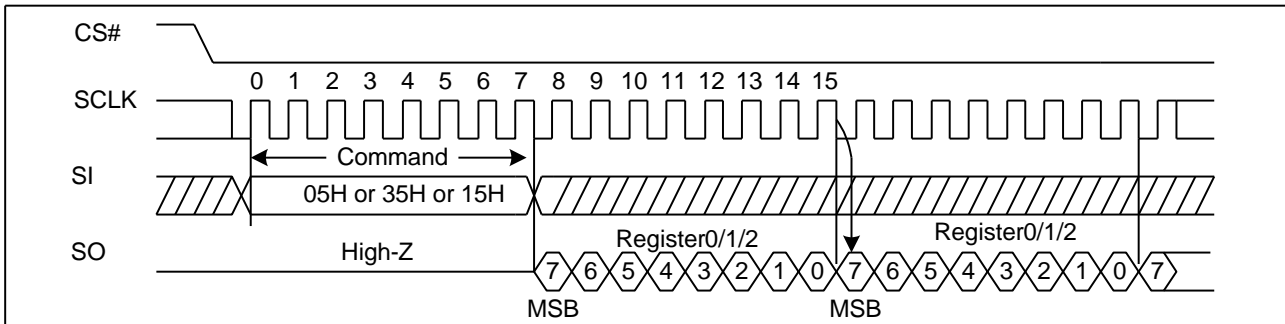 CS#
0 1 2 3 4 5 6 7 8 9 10 11 12 13 14 15
SCLK
Command
SI
05H or 35H or 15H
Register0/1/2 Register0/1/2
SO
High-Z
7 6 5 4 3 2 1 0 7 6 5 4 3 2 1 0 7
MSB MSB